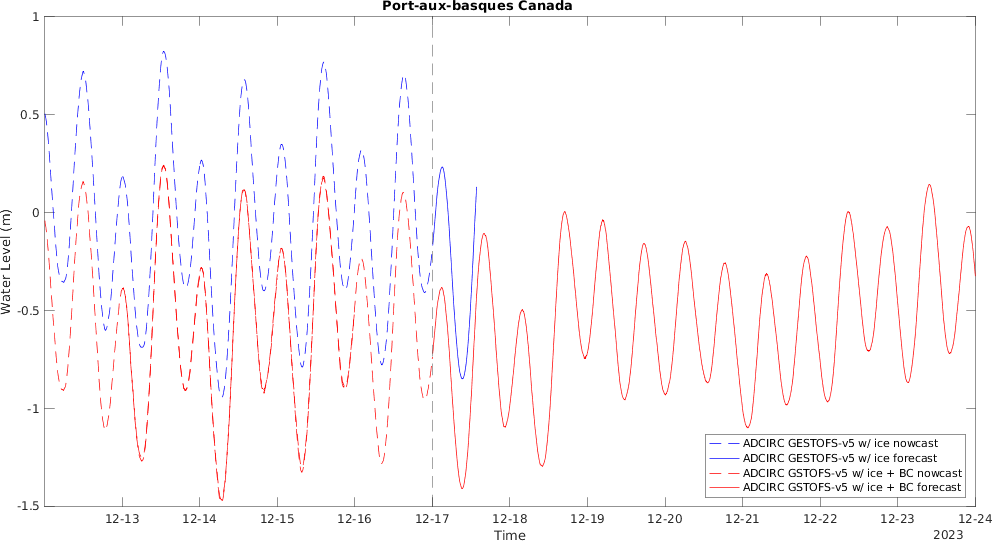 Port-aux-basques Canada
1
0.5
0
-0.5
-1
-1.5
Water Level (m)
12-13 12-14 12-15 12-16 12-17 12-18 12-19 12-20 12-21 12-22 12-23 12-24
Time
2023
ADCIRC GESTOFS-v5 w/ ice nowcast
ADCIRC GESTOFS-v5 w/ ice forecast
ADCIRC GSTOFS-v5 w/ ice + BC nowcast
ADCIRC GSTOFS-v5 w/ ice + BC forecast